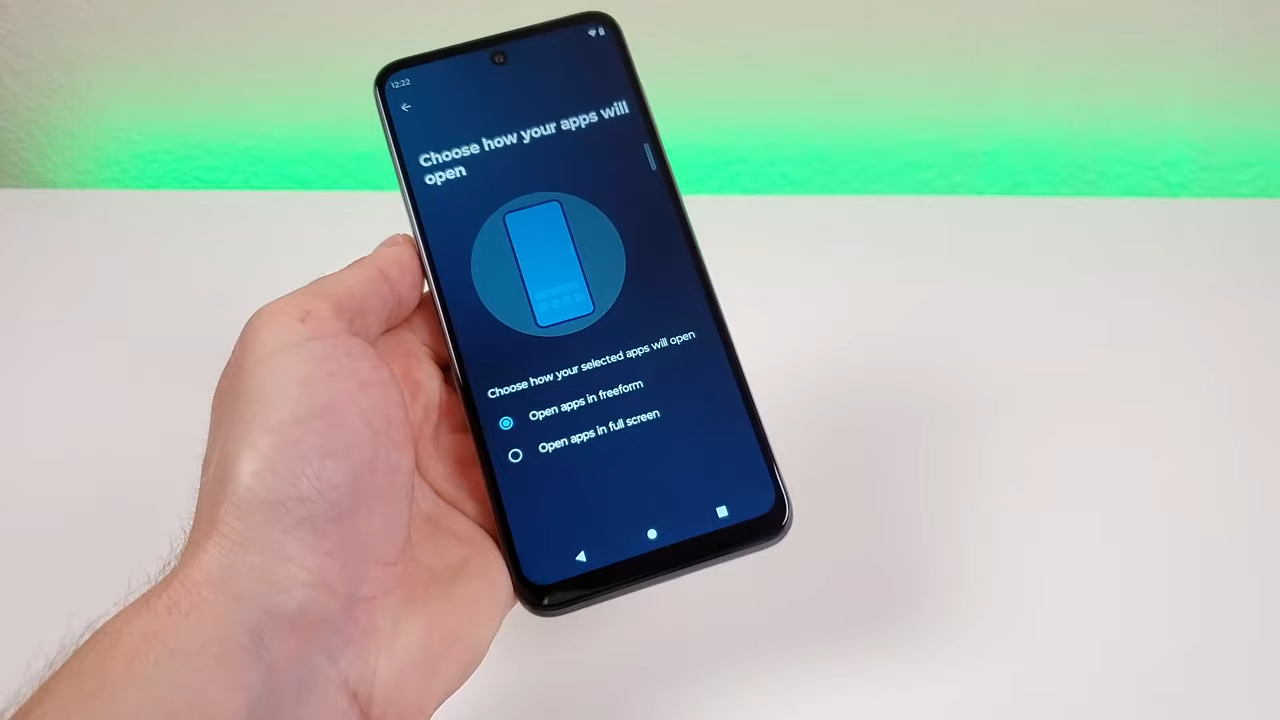 12:22
Choose how your apps will
open
Choose how your selected apps will open
Open apps in freeform
Open apps in full screen